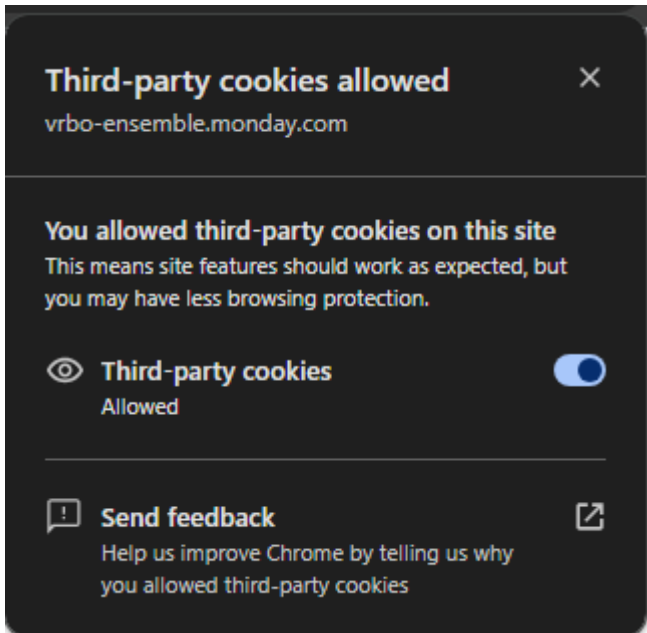 Third-party cookies allowed
vrbo-ensemble.monday.com
You allowed third-party cookies on this site
This means site features should work as expected, but
you may have less browsing protection.
Third-party cookies
Allowed
Send feedback
Help us improve Chrome by telling us why
you allowed third-party cookies